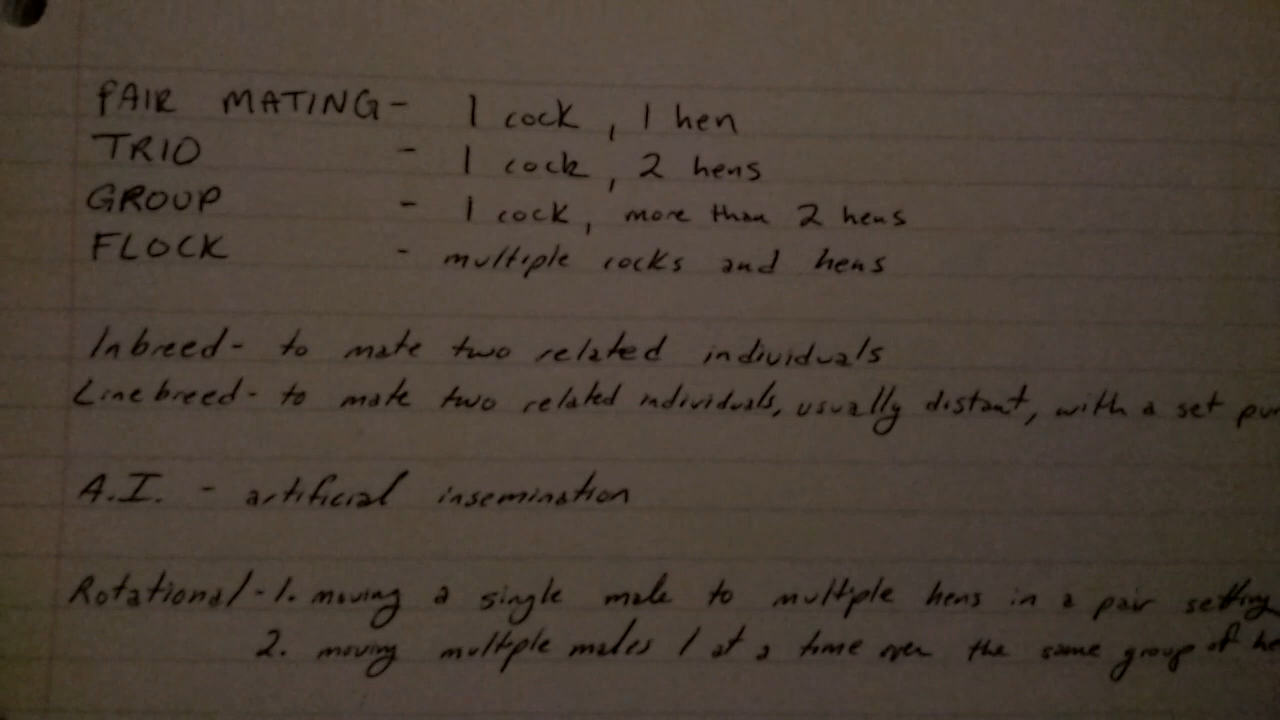 PAIR MATING - 1 cock, 1 hen
TRIO - 1 cock, 2 hens
GROUP - 1 cock, more than 2 hens
FLOCK - multiple cocks and hens
Inbreed - to mate two related individuals
Linebreed - to mate two related individuals, usually distant, with a set
A.I. - artificial insemination
Rotational - 1. moving a single male to multiple hens in a pair setting
2. moving multiple males 1 at a time over the same group of